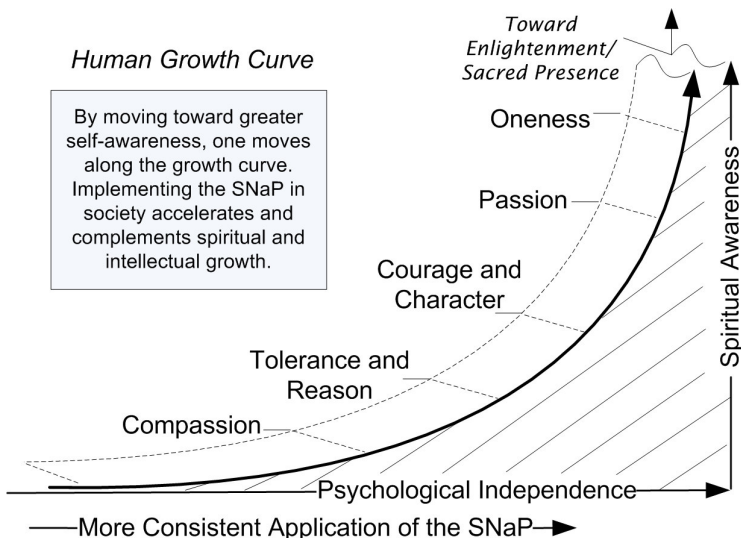 Human Growth Curve
By moving toward greater
self-awareness, one moves
along the growth curve.
Implementing the SNaP in
society accelerates and
complements spiritual and
intellectual growth.
Toward
Enlightenment/
Sacred Presence
Oneness
Passion
Courage and
Character
Tolerance and
Reason
Compassion
Spiritual Awareness
Psychological Independence
More Consistent Application of the SNaP